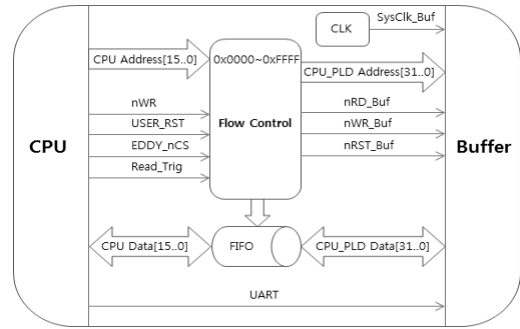 CLK
SysClk_Buf
CPU Address[15..0]
0x0000~0xFFFF
CPU_PLD Address[31..0]
nWR
nRD_Buf
USER_RST
Flow Control
nWR_Buf
CPU
EDDY_nCS
nRST_Buf
Buffer
Read_Trig
CPU Data[15..0]
FIFO
CPU_PLD Data[31..0]
UART